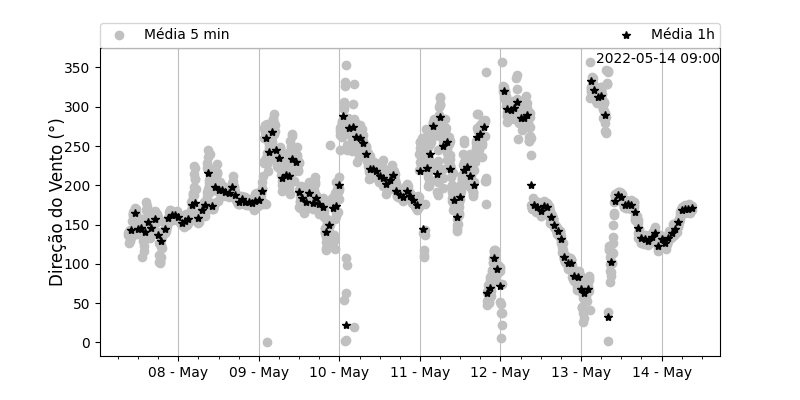 Média 5 min
Média 1h
2022-05-14 09:00
Direção do Vento (°)
350
300
250
200
150
100
50
0
08 - May
09 - May
10 - May
11 - May
12 - May
13 - May
14 - May